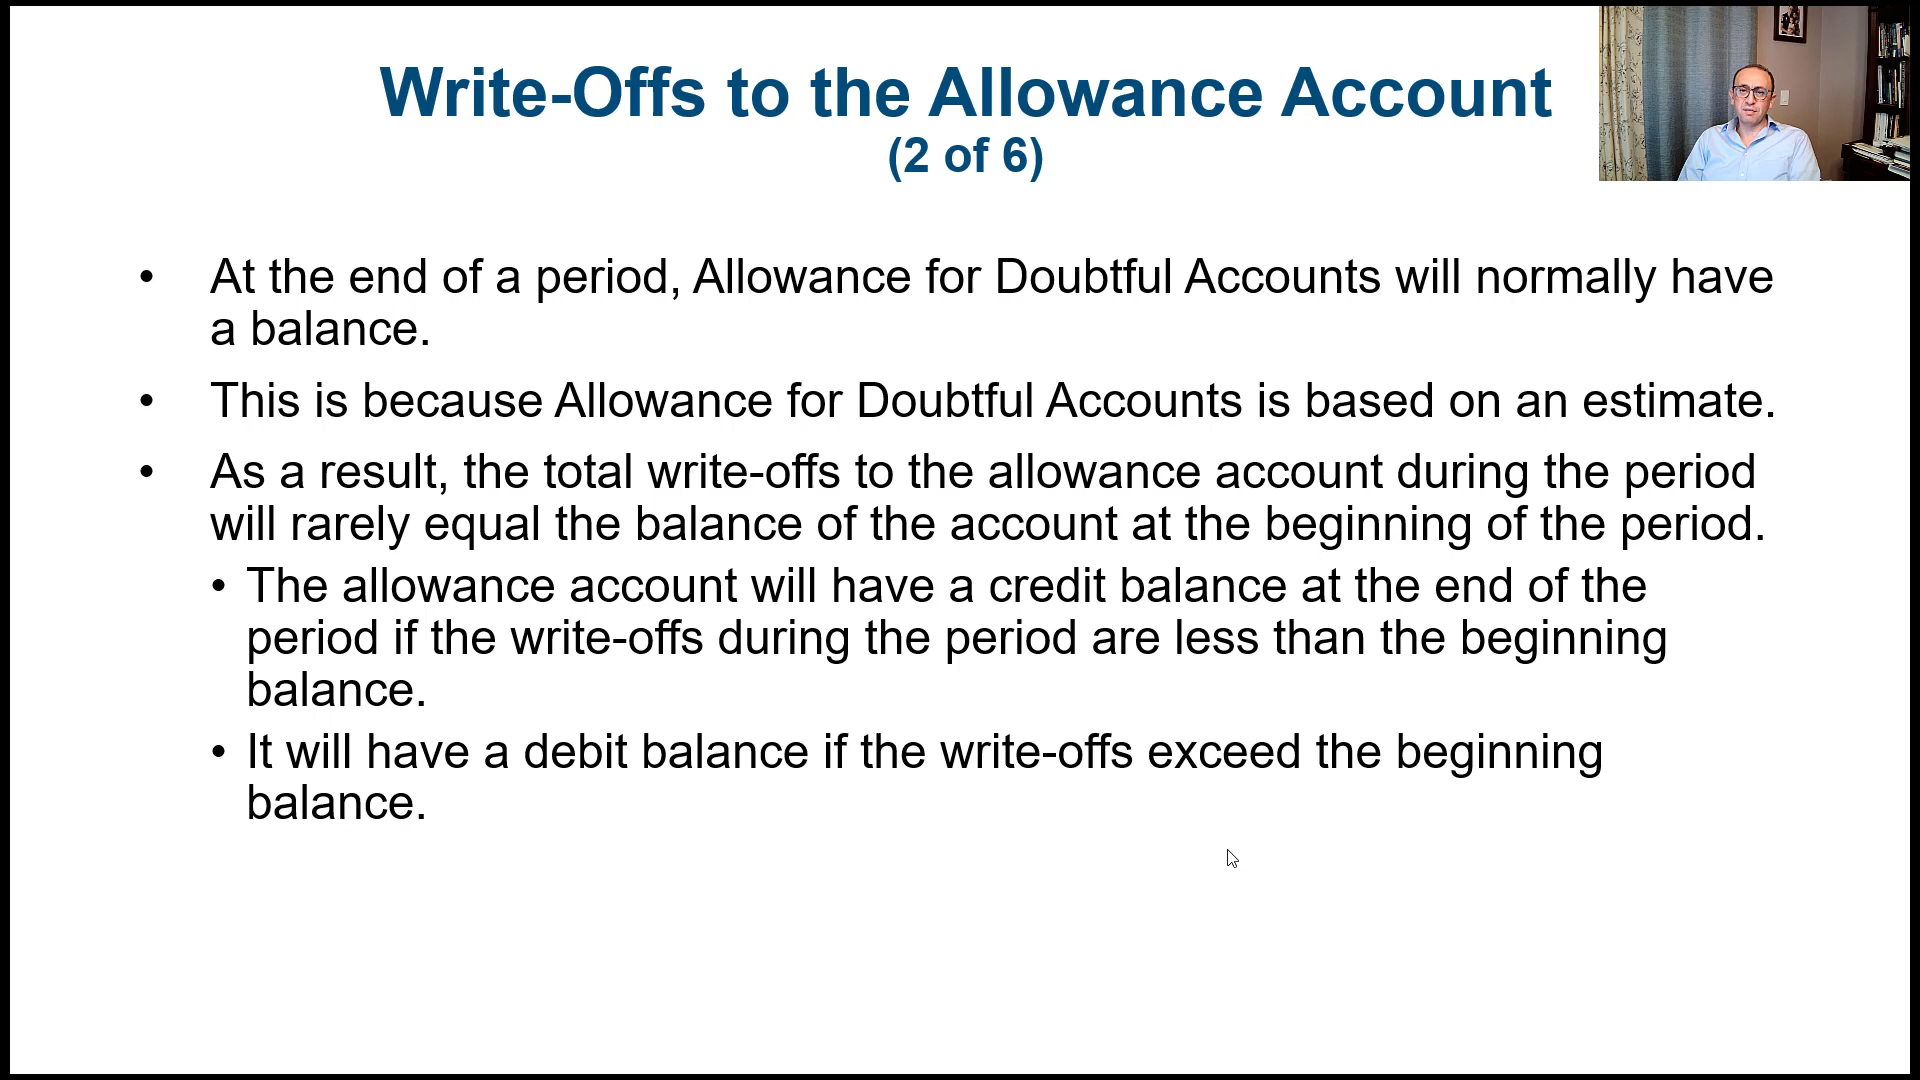 Write-Offs to the Allowance Account
(2 of 6)
• At the end of a period, Allowance for Doubtful Accounts will normally have
a balance.
• This is because Allowance for Doubtful Accounts is based on an estimate.
• As a result, the total write-offs to the allowance account during the period
will rarely equal the balance of the account at the beginning of the period.
• The allowance account will have a credit balance at the end of the
period if the write-offs during the period are less than the beginning
balance.
• It will have a debit balance if the write-offs exceed the beginning
balance.